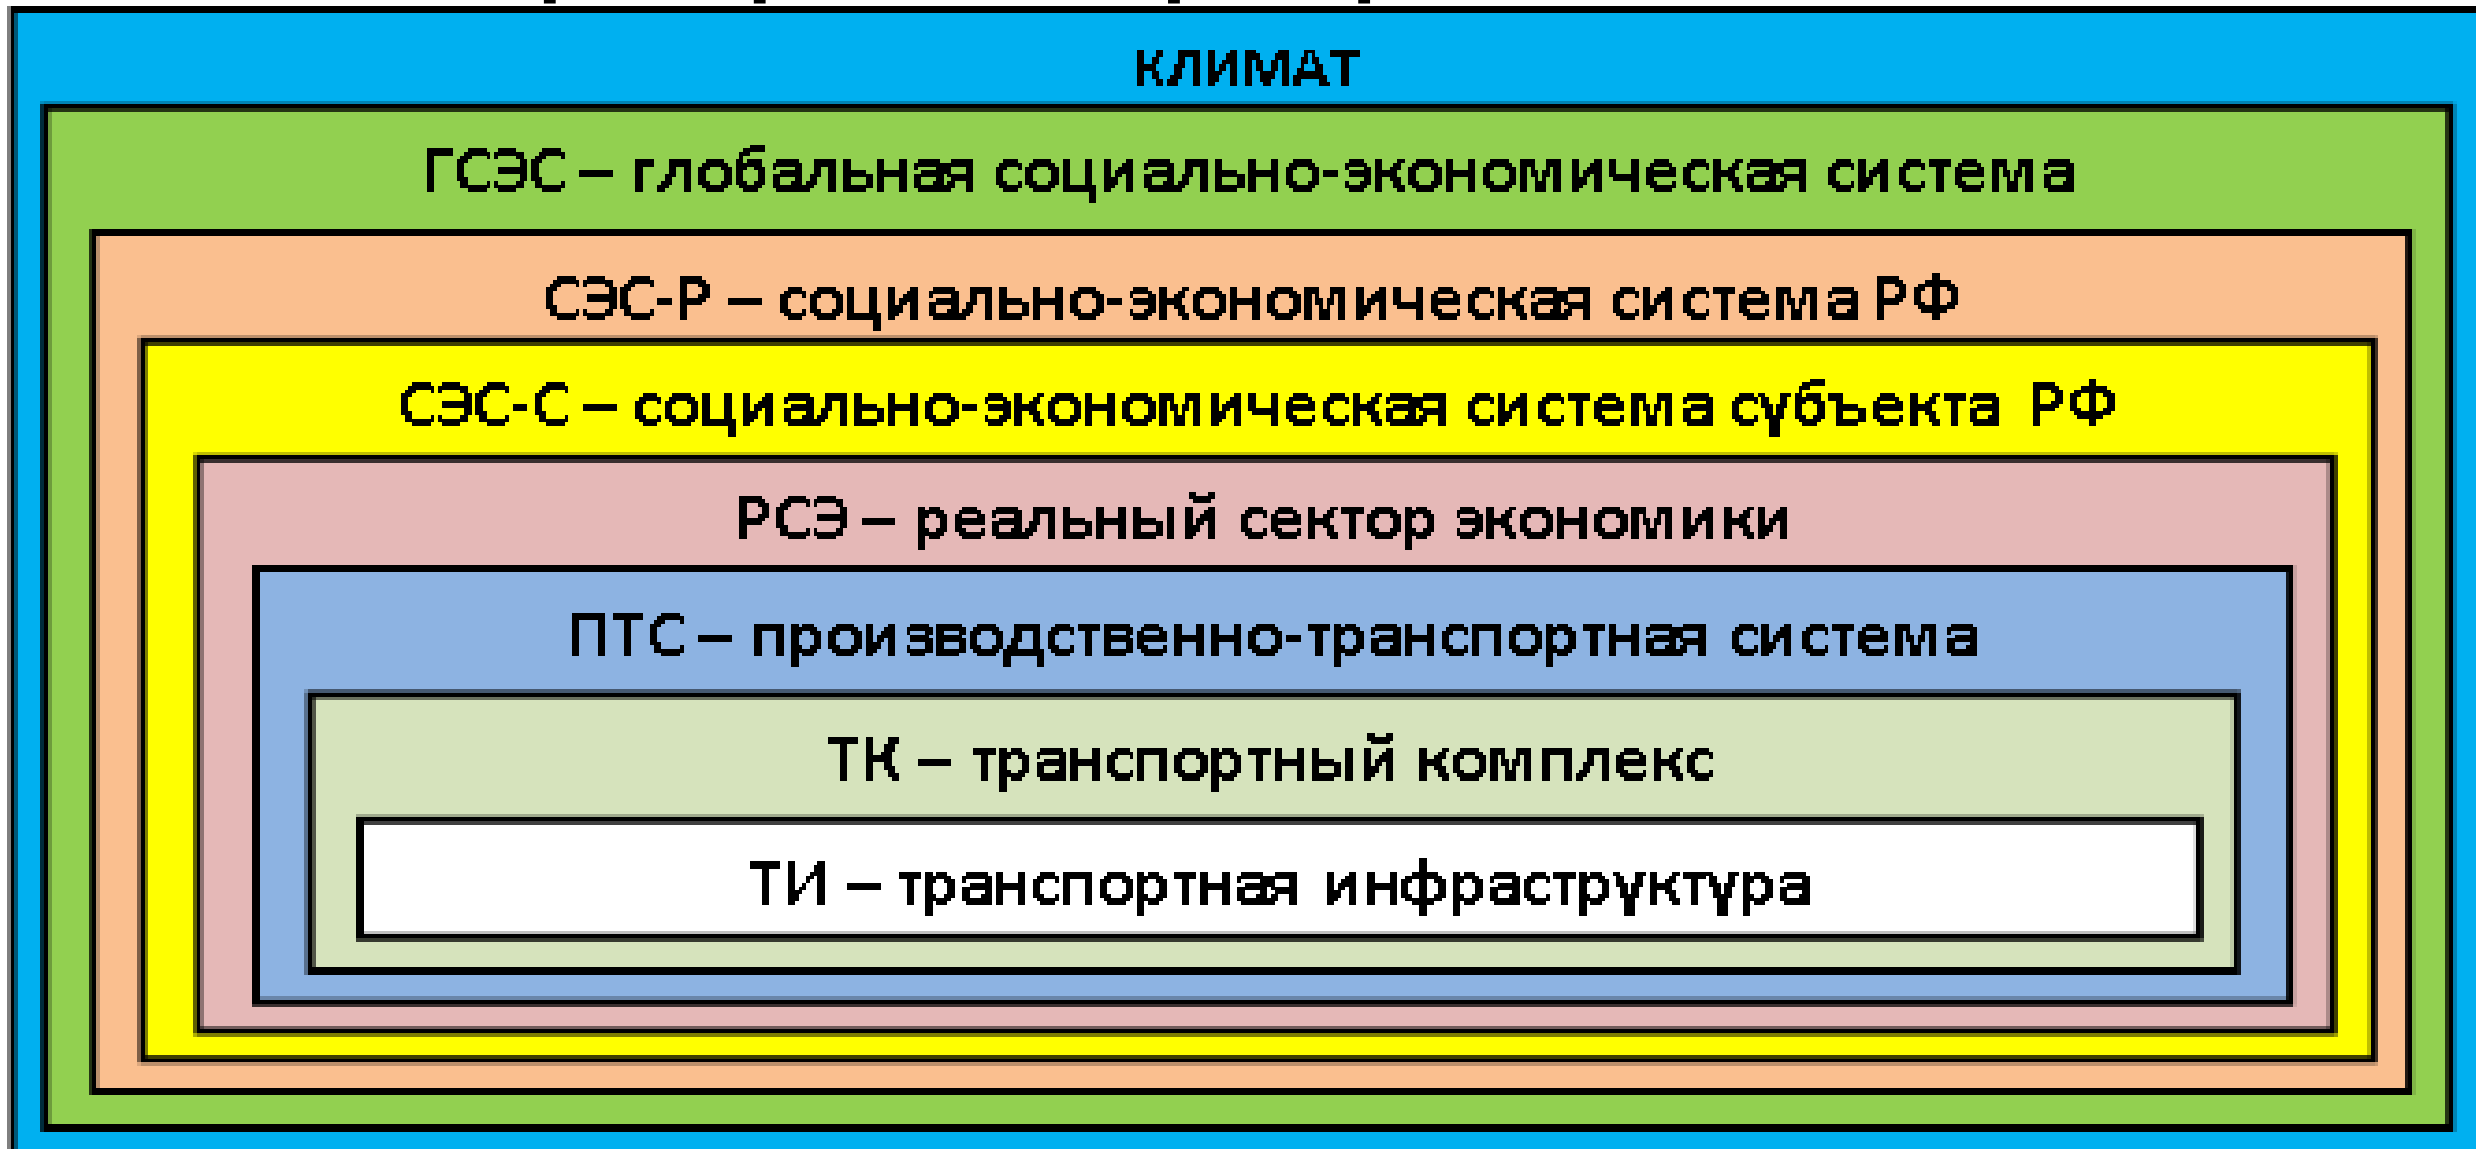 КЛИМАТ
ГСЭС – глобальная социально-экономическая система
СЭС-Р – социально-экономическая система РФ
СЭС-С – социально-экономическая система субъекта РФ
РСЭ – реальный сектор экономики
ПТС – производственно-транспортная система
ТК – транспортный комплекс
ТИ – транспортная инфраструктура